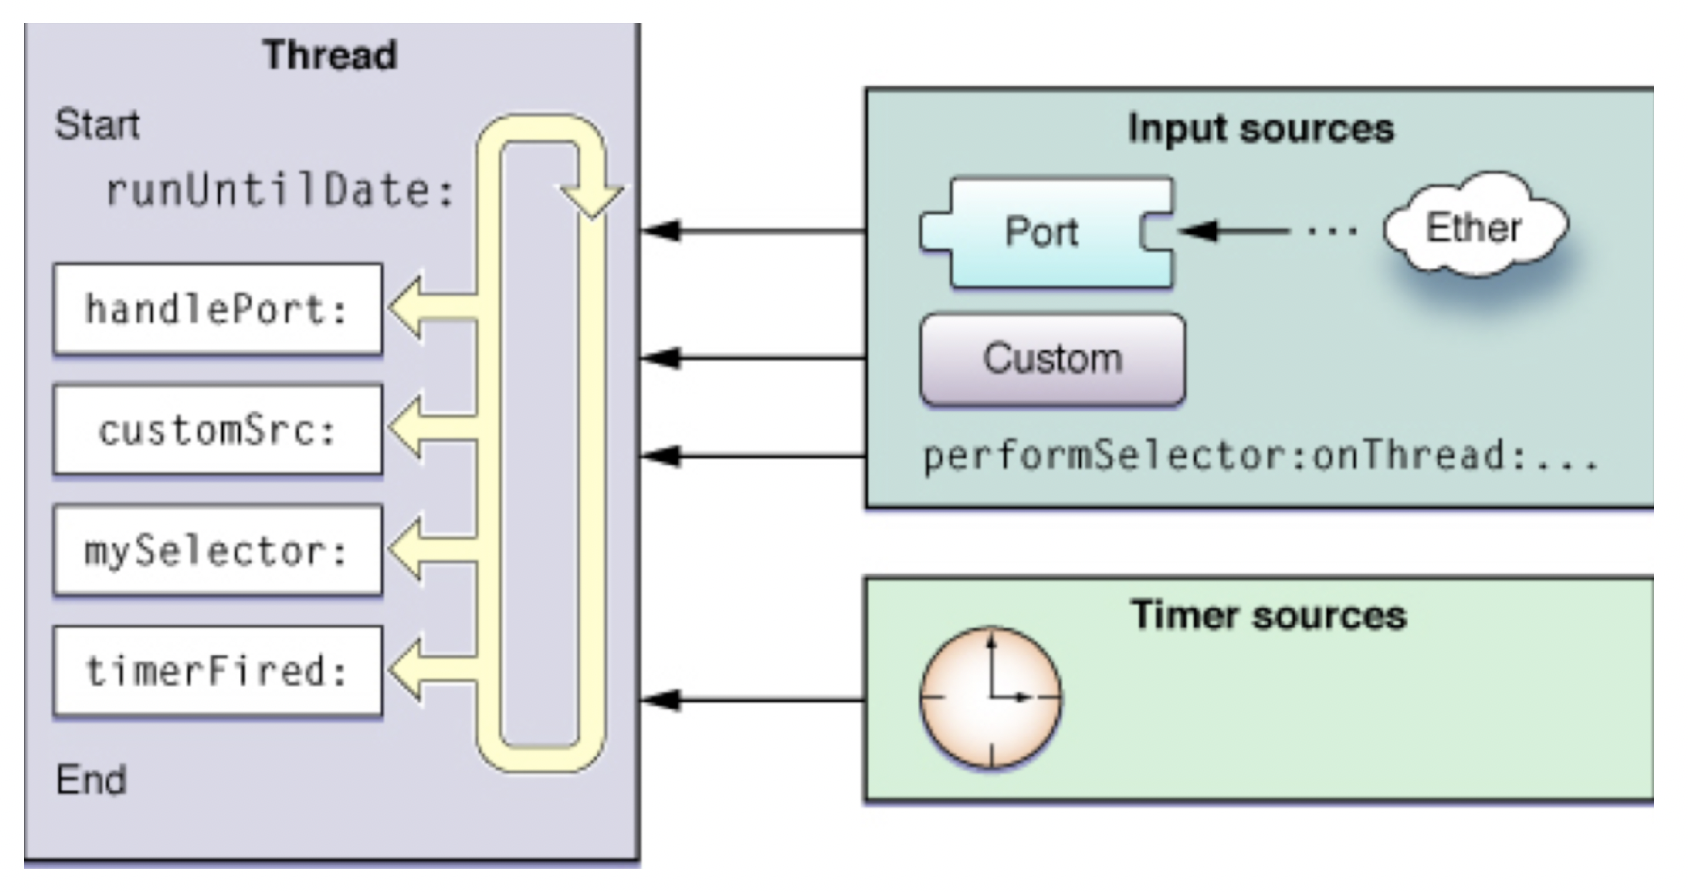 Thread
Start
runUntilDate:
handlePort:
customSrc:
mySelector:
timerFired:
End
Input sources
Port
Ether
Custom
performSelector:onThread:...
Timer sources